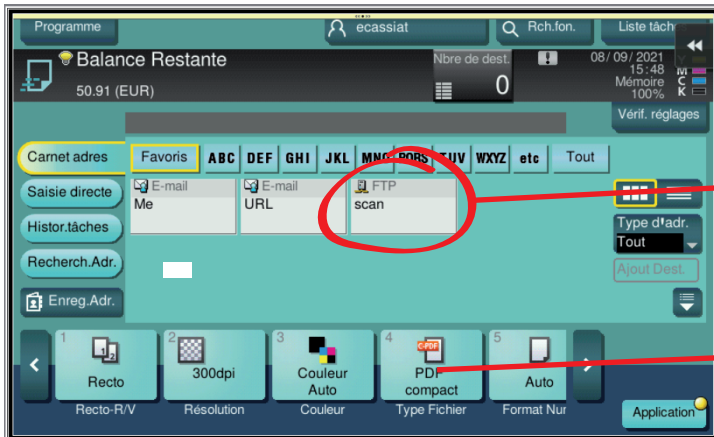 Programme
ecassiat
Rch.fon.
Liste tâch
Balance Restante
50.91 (EUR)
Nbre de dest.
0
08/09/2021
15:48
Mémoire
100%
Y
M
C
K
Vérif. réglages
Carnet adres
Favoris ABC DEF GHI JKL MNO PQRS TUV WXYZ etc Tout
E-mail
Me
E-mail
URL
FTP
scan
Saisie directe
Histor.tâches
Recherch.Adr.
Enreg.Adr.
Type d'adr.
Tout
Ajout Dest.
1
Recto
Recto-R/V
2
300dpi
Résolution
3
Couleur
Auto
Couleur
4
C-PDF
PDF
compact
Type Fichier
5
Auto
Format Nur
Application